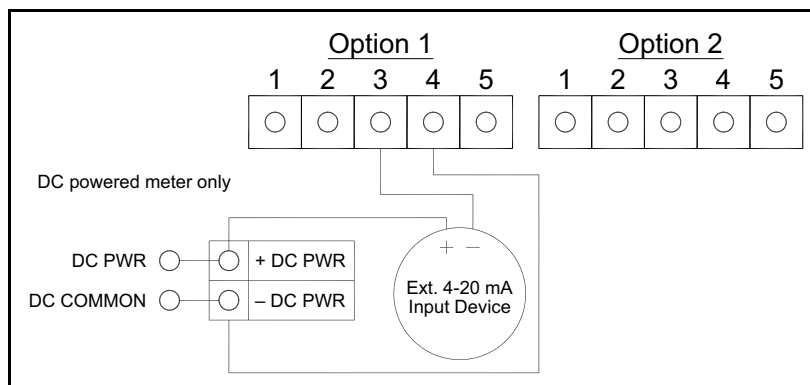 Option 1 Option 2
1 2 3 4 5 1 2 3 4 5
DC powered meter only
+ –
DC PWR + DC PWR
DC COMMON – DC PWR
Ext. 4-20 mA
Input Device